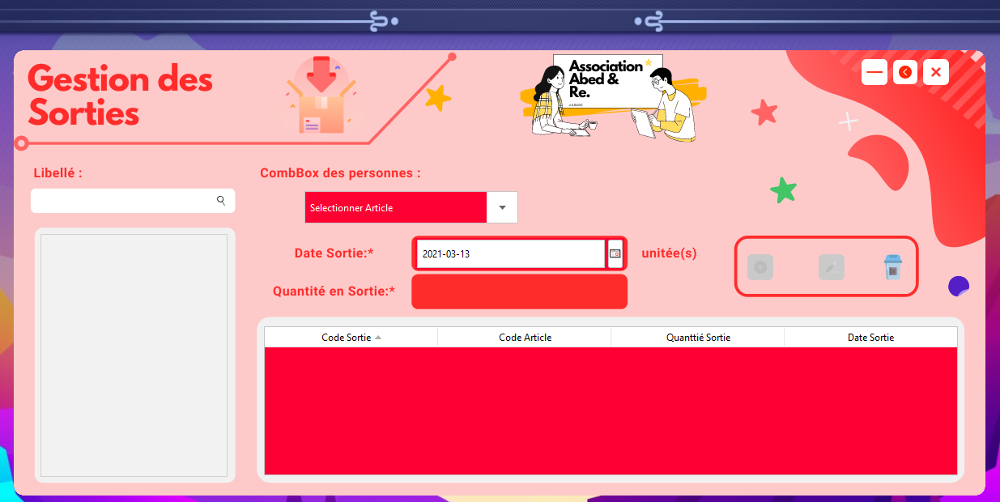 Gestion des
Sorties
Association
Abed &
Re.
Libellé :
CombBox des personnes :
Selectionner Article
Date Sortie:*
2021-03-13
unitée(s)
Quantité en Sortie:*
Code Sortie
Code Article
Quanttié Sortie
Date Sortie